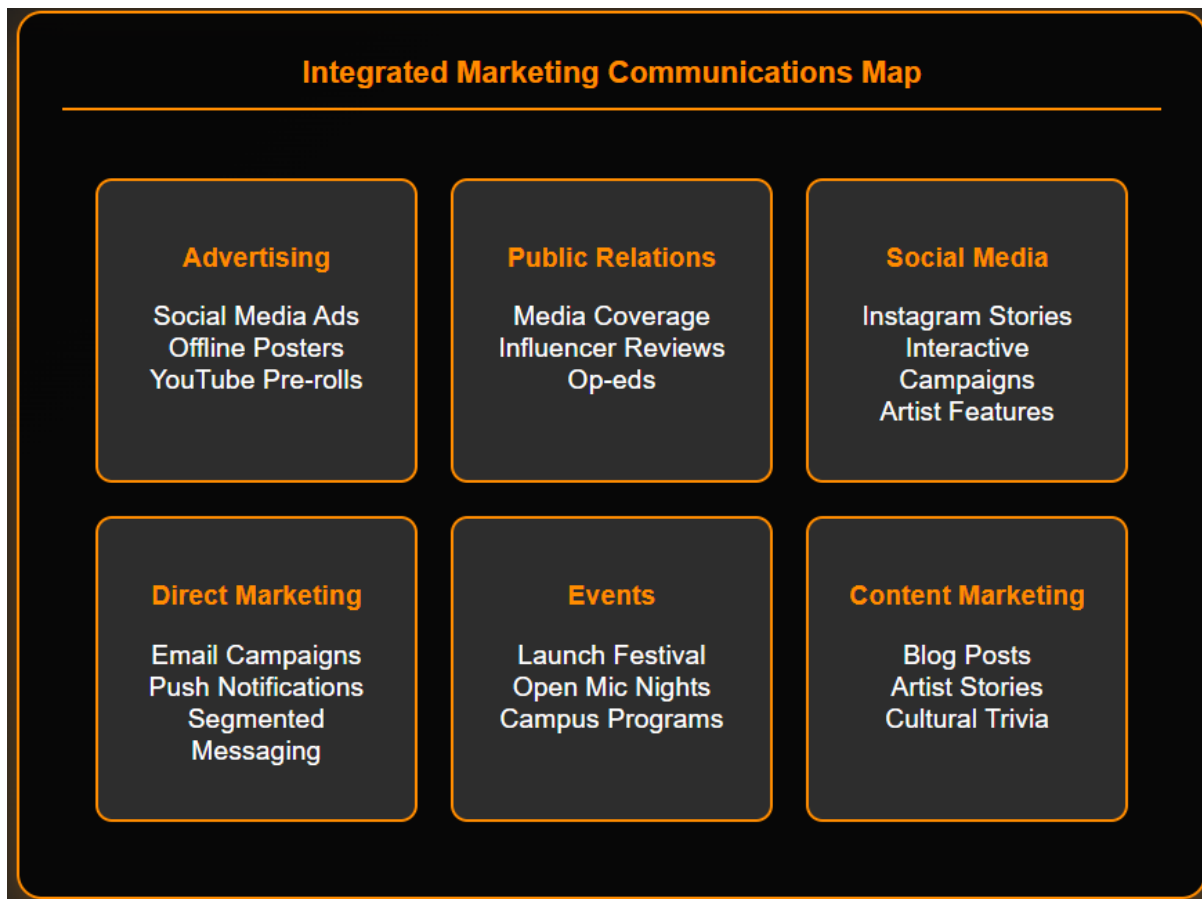 Integrated Marketing Communications Map
Advertising
Social Media Ads
Offline Posters
YouTube Pre-rolls
Public Relations
Media Coverage
Influencer Reviews
Op-eds
Social Media
Instagram Stories
Interactive
Campaigns
Artist Features
Direct Marketing
Email Campaigns
Push Notifications
Segmented
Messaging
Events
Launch Festival
Open Mic Nights
Campus Programs
Content Marketing
Blog Posts
Artist Stories
Cultural Trivia